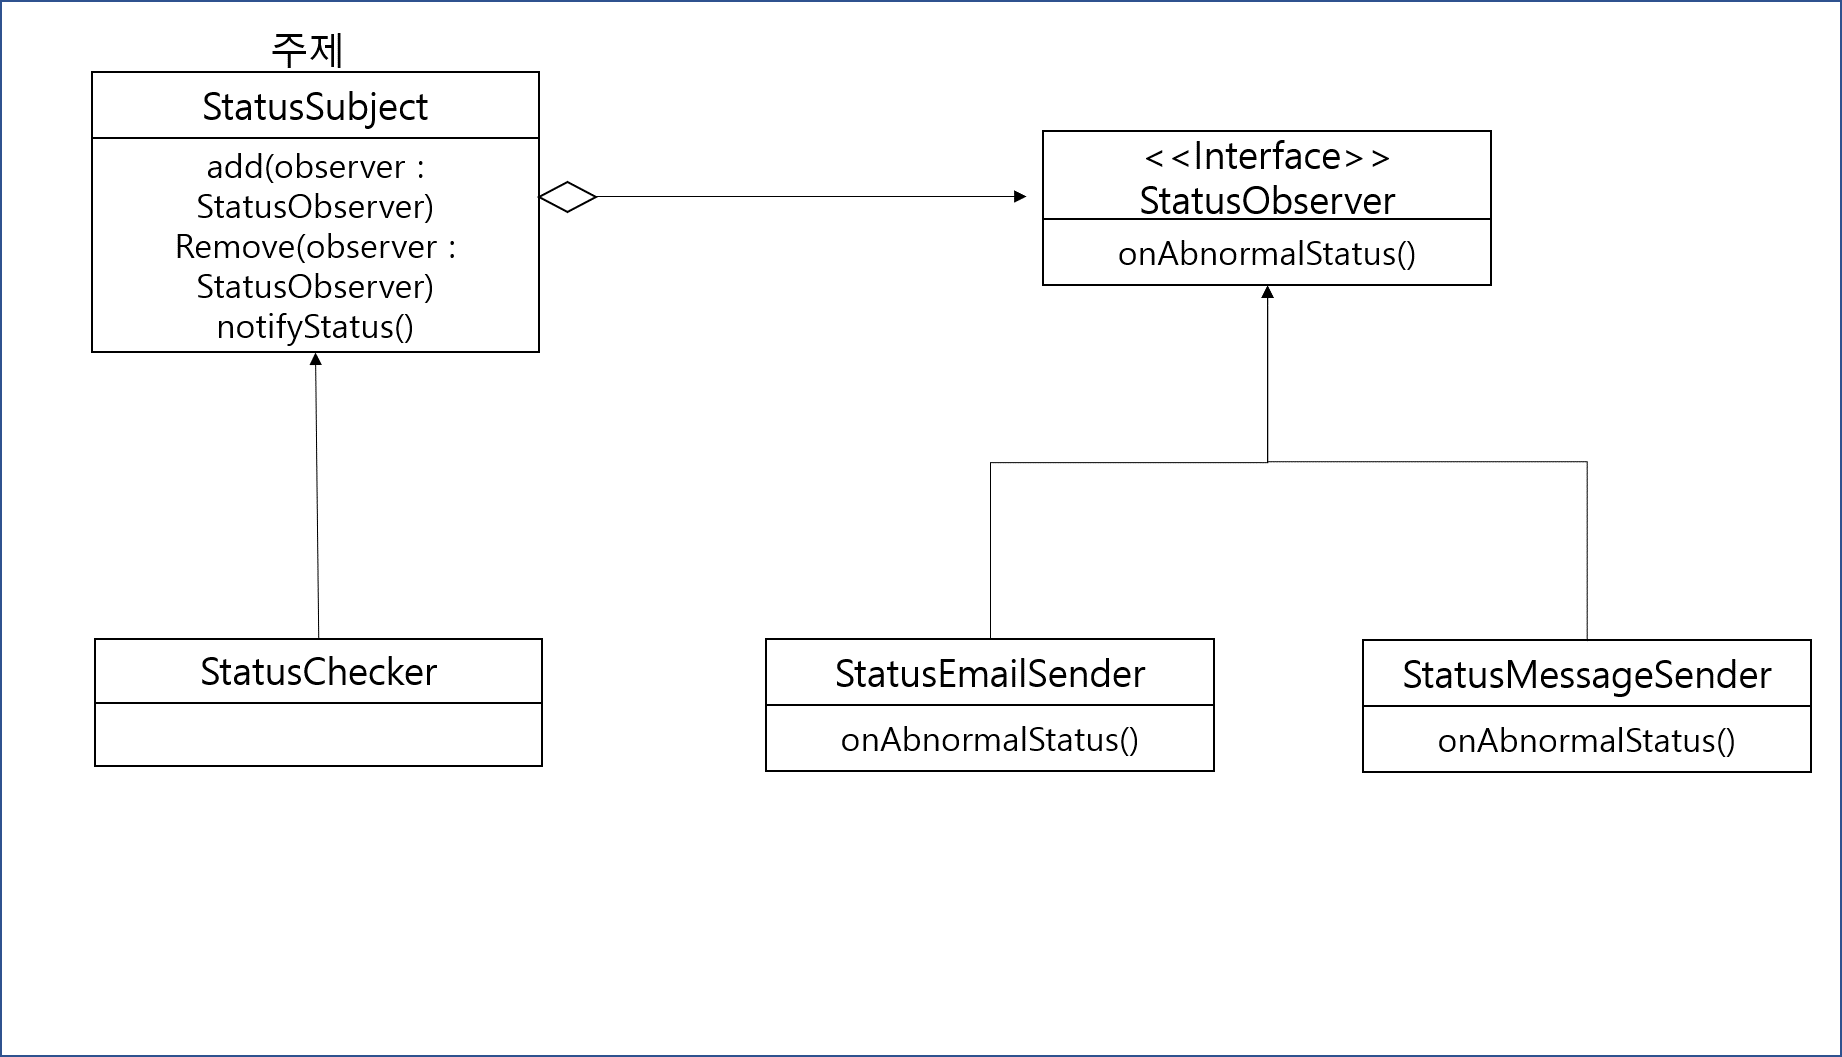 주제
StatusSubject
add(observer :
StatusObserver)
Remove(observer :
StatusObserver)
notifyStatus()
<<Interface>>
StatusObserver
onAbnormalStatus()
StatusChecker
StatusEmailSender
onAbnormalStatus()
StatusMessageSender
onAbnormalStatus()